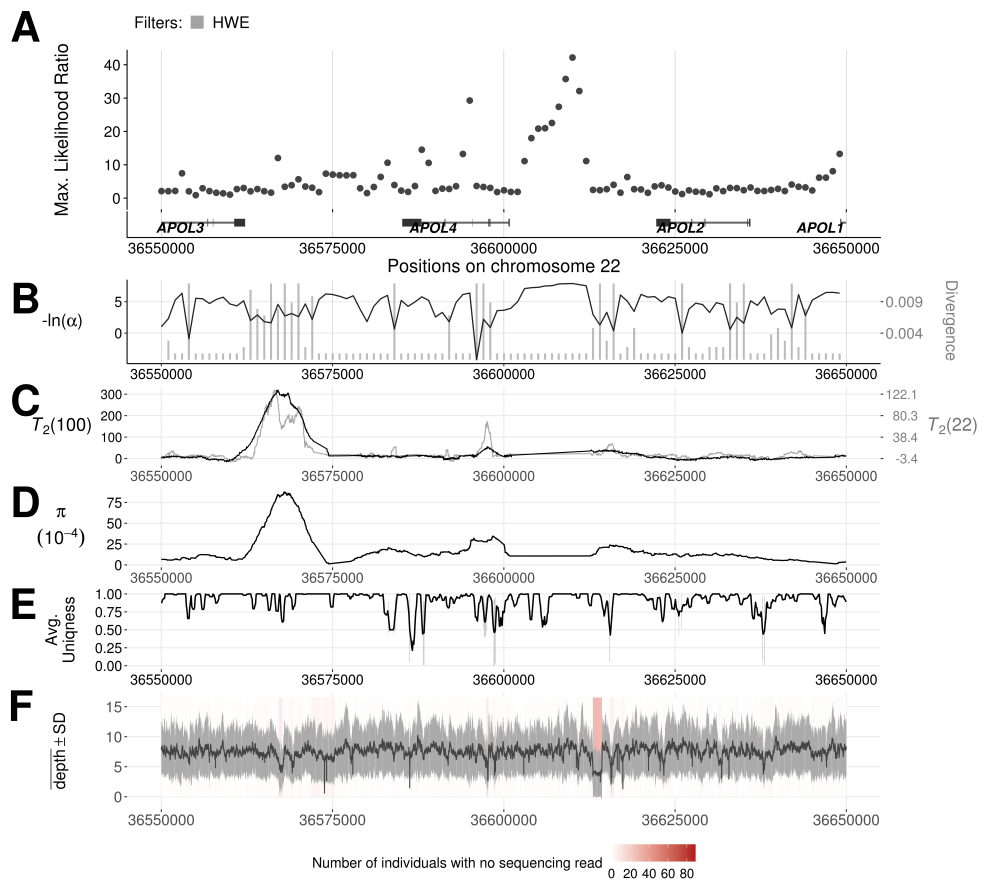 A
Filters: HWE
Max. Likelihood Ratio
40
30
20
10
0
APOL3 APOL4 APOL2 APOL1
36550000 36575000 36600000 36625000 36650000
Positions on chromosome 22
B
-ln(α)
5
0
0.009
0.004
Divergence
36550000 36575000 36600000 36625000 36650000
C
T2(100)
300
200
100
0
122.1
80.3
38.4
-3.4
T2(22)
36550000 36575000 36600000 36625000 36650000
D
π
(10⁻⁴)
75
50
25
0
36550000 36575000 36600000 36625000 36650000
E
Avg.
Uniqness
1.00
0.75
0.50
0.25
0.00
36550000 36575000 36600000 36625000 36650000
F
depth ± SD
15
10
5
0
36550000 36575000 36600000 36625000 36650000
Number of individuals with no sequencing read
0 20 40 60 80